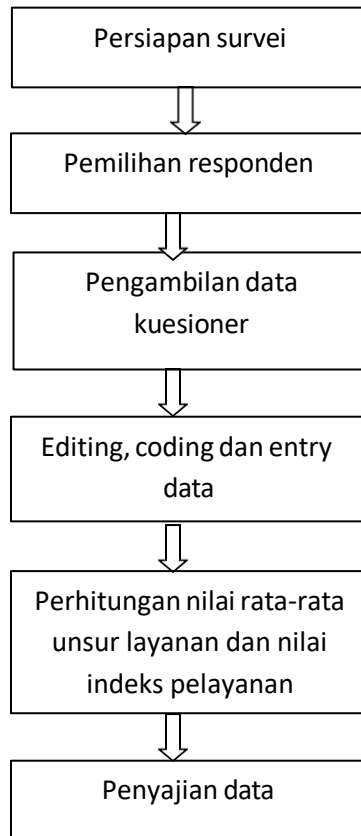 Persiapan survei
Pemilihan responden
Pengambilan data
kuesioner
Editing, coding dan entry
data
Perhitungan nilai rata-rata
unsur layanan dan nilai
indeks pelayanan
Penyajian data